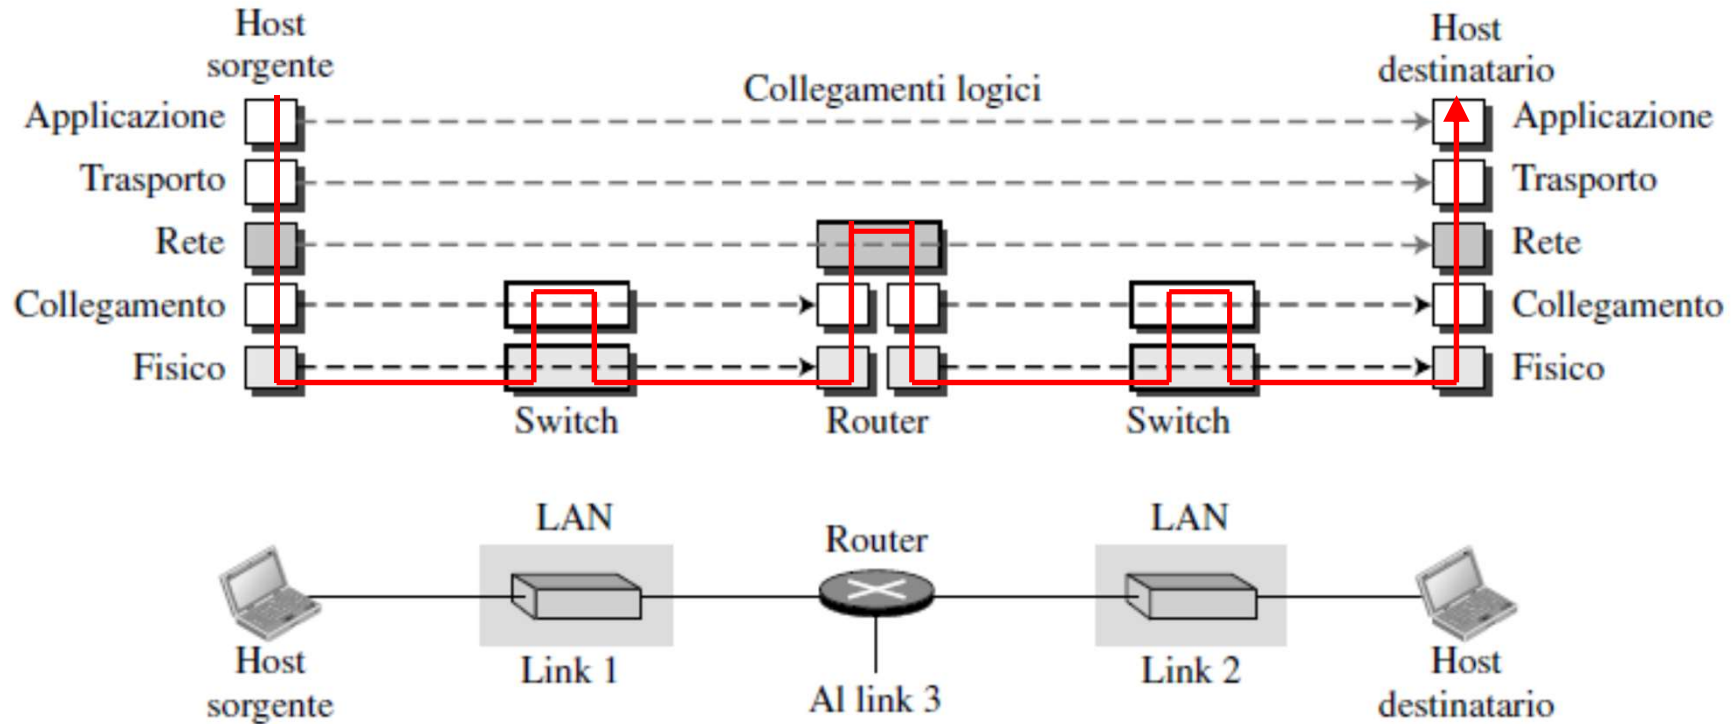 Host
sorgente
Host
destinatario
Collegamenti logici
Applicazione
Applicazione
Trasporto
Trasporto
Rete
Rete
Collegamento
Collegamento
Fisico
Fisico
Switch
Router
Switch
LAN
Router
LAN
Host
sorgente
Link 1
Al link 3
Link 2
Host
destinatario